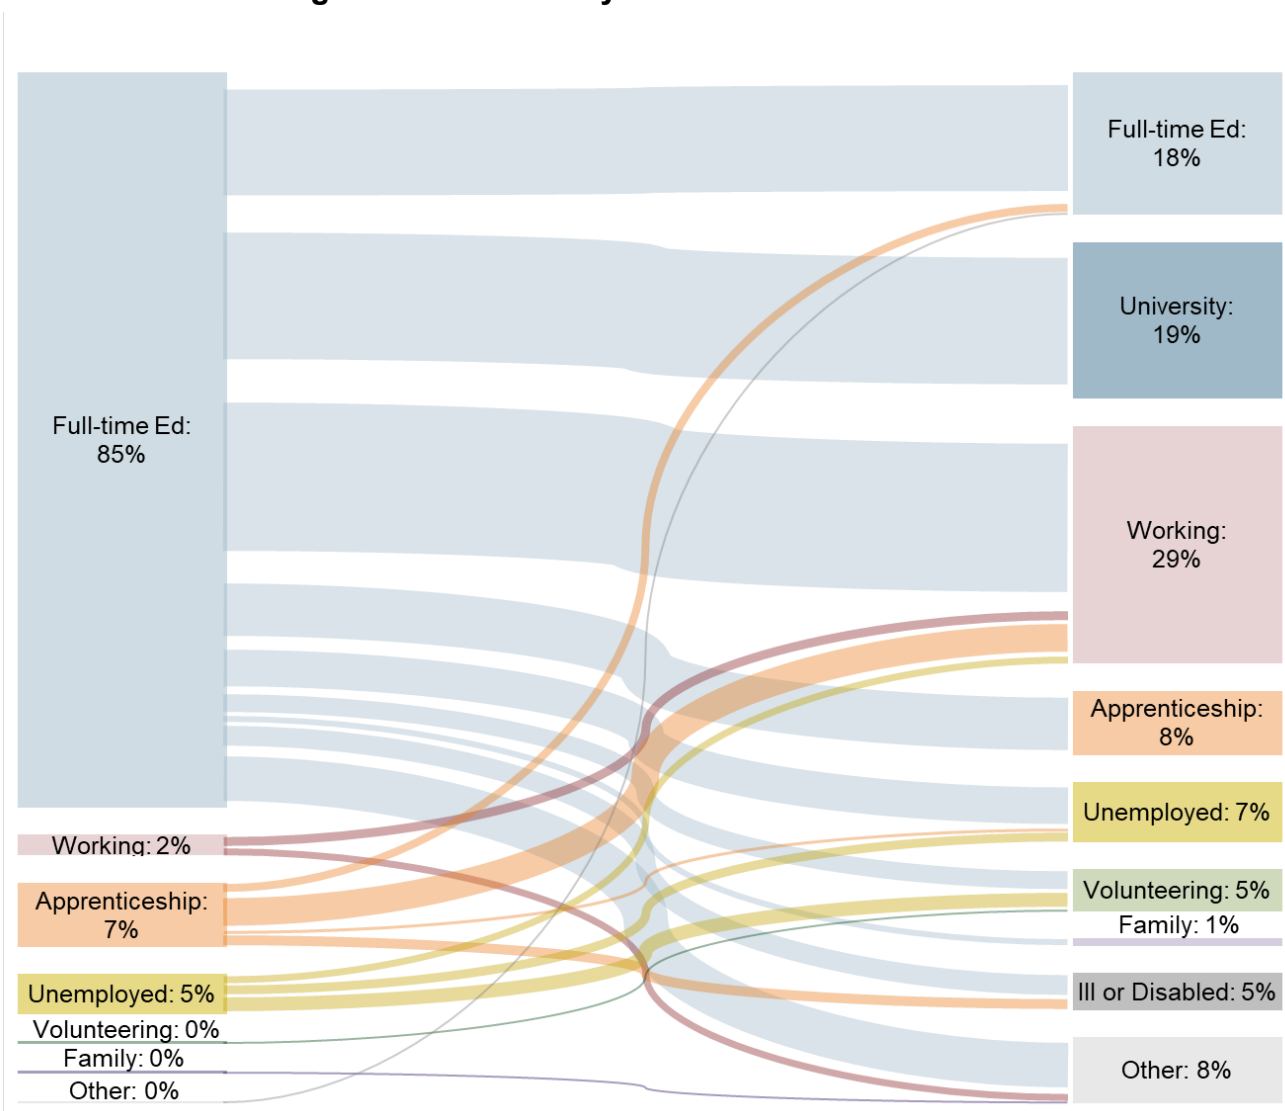 Full-time Ed:
85%
Working: 2%
Apprenticeship:
7%
Unemployed: 5%
Volunteering: 0%
Family: 0%
Other: 0%
Full-time Ed:
18%
University:
19%
Working:
29%
Apprenticeship:
8%
Unemployed: 7%
Volunteering: 5%
Family: 1%
Ill or Disabled: 5%
Other: 8%